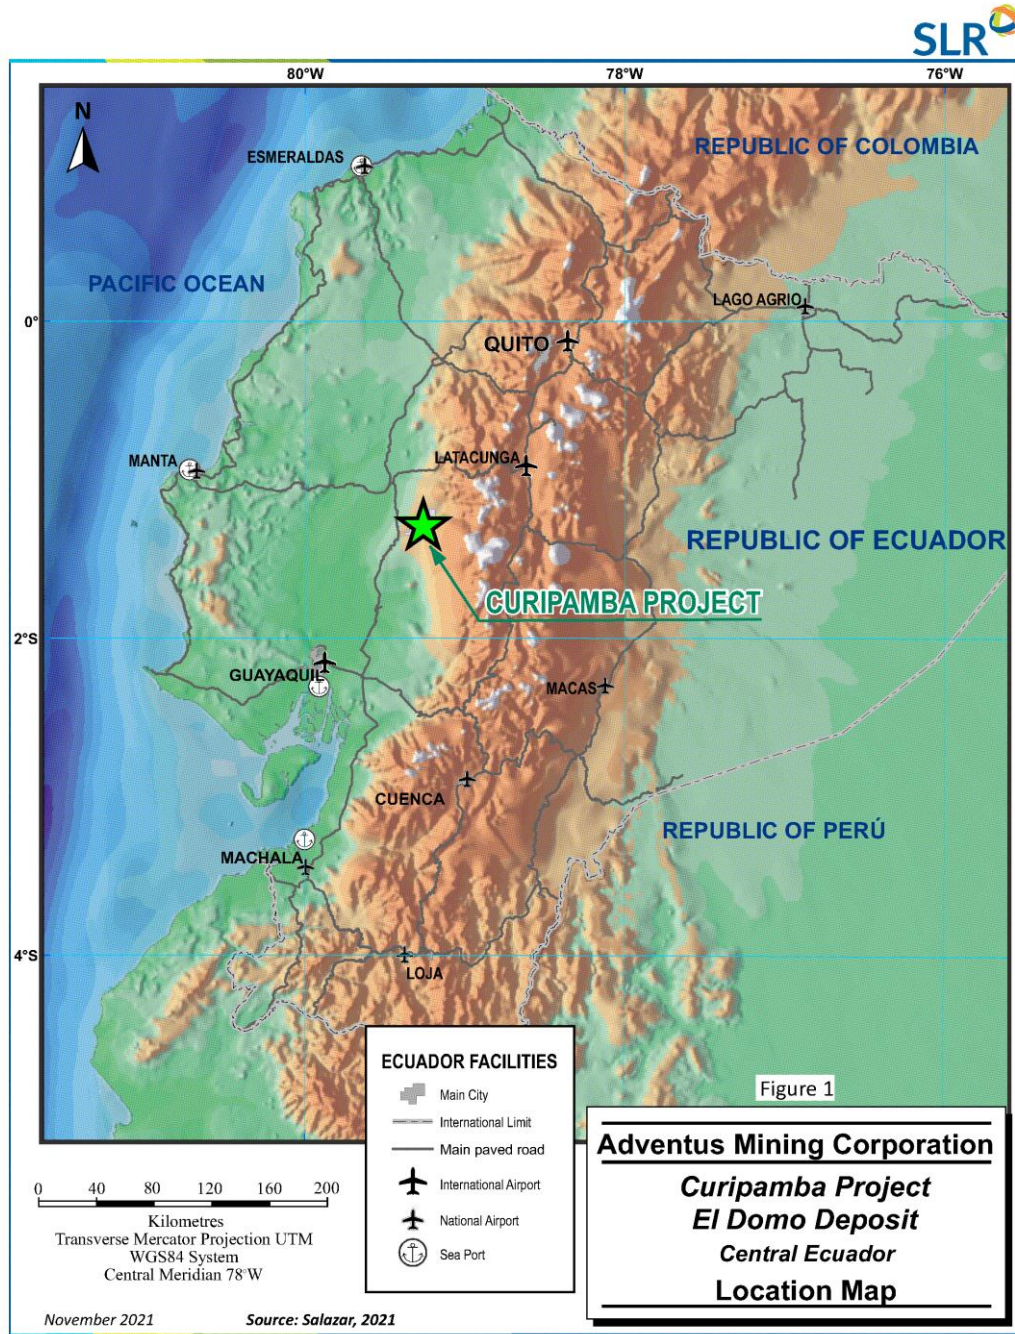 SLR
80°W
78°W
76°W
N
ESMERALDAS
REPUBLIC OF COLOMBIA
PACIFIC OCEAN
LAGO AGRIO
0°
QUITO
MANTA
LATACUNGA
REPUBLIC OF ECUADOR
CURIPAMBA PROJECT
2°S
GUAYAQUIL
MACAS
CUENCA
REPUBLIC OF PERÚ
MACHALA
4°S
LOJA
ECUADOR FACILITIES
Main City
International Limit
Main paved road
International Airport
National Airport
Sea Port
Figure 1
Adventus Mining Corporation
Curipamba Project
El Domo Deposit
Central Ecuador
Location Map
0 40 80 120 160 200
Kilometres
Transverse Mercator Projection UTM
WGS84 System
Central Meridian 78°W
November 2021
Source: Salazar, 2021